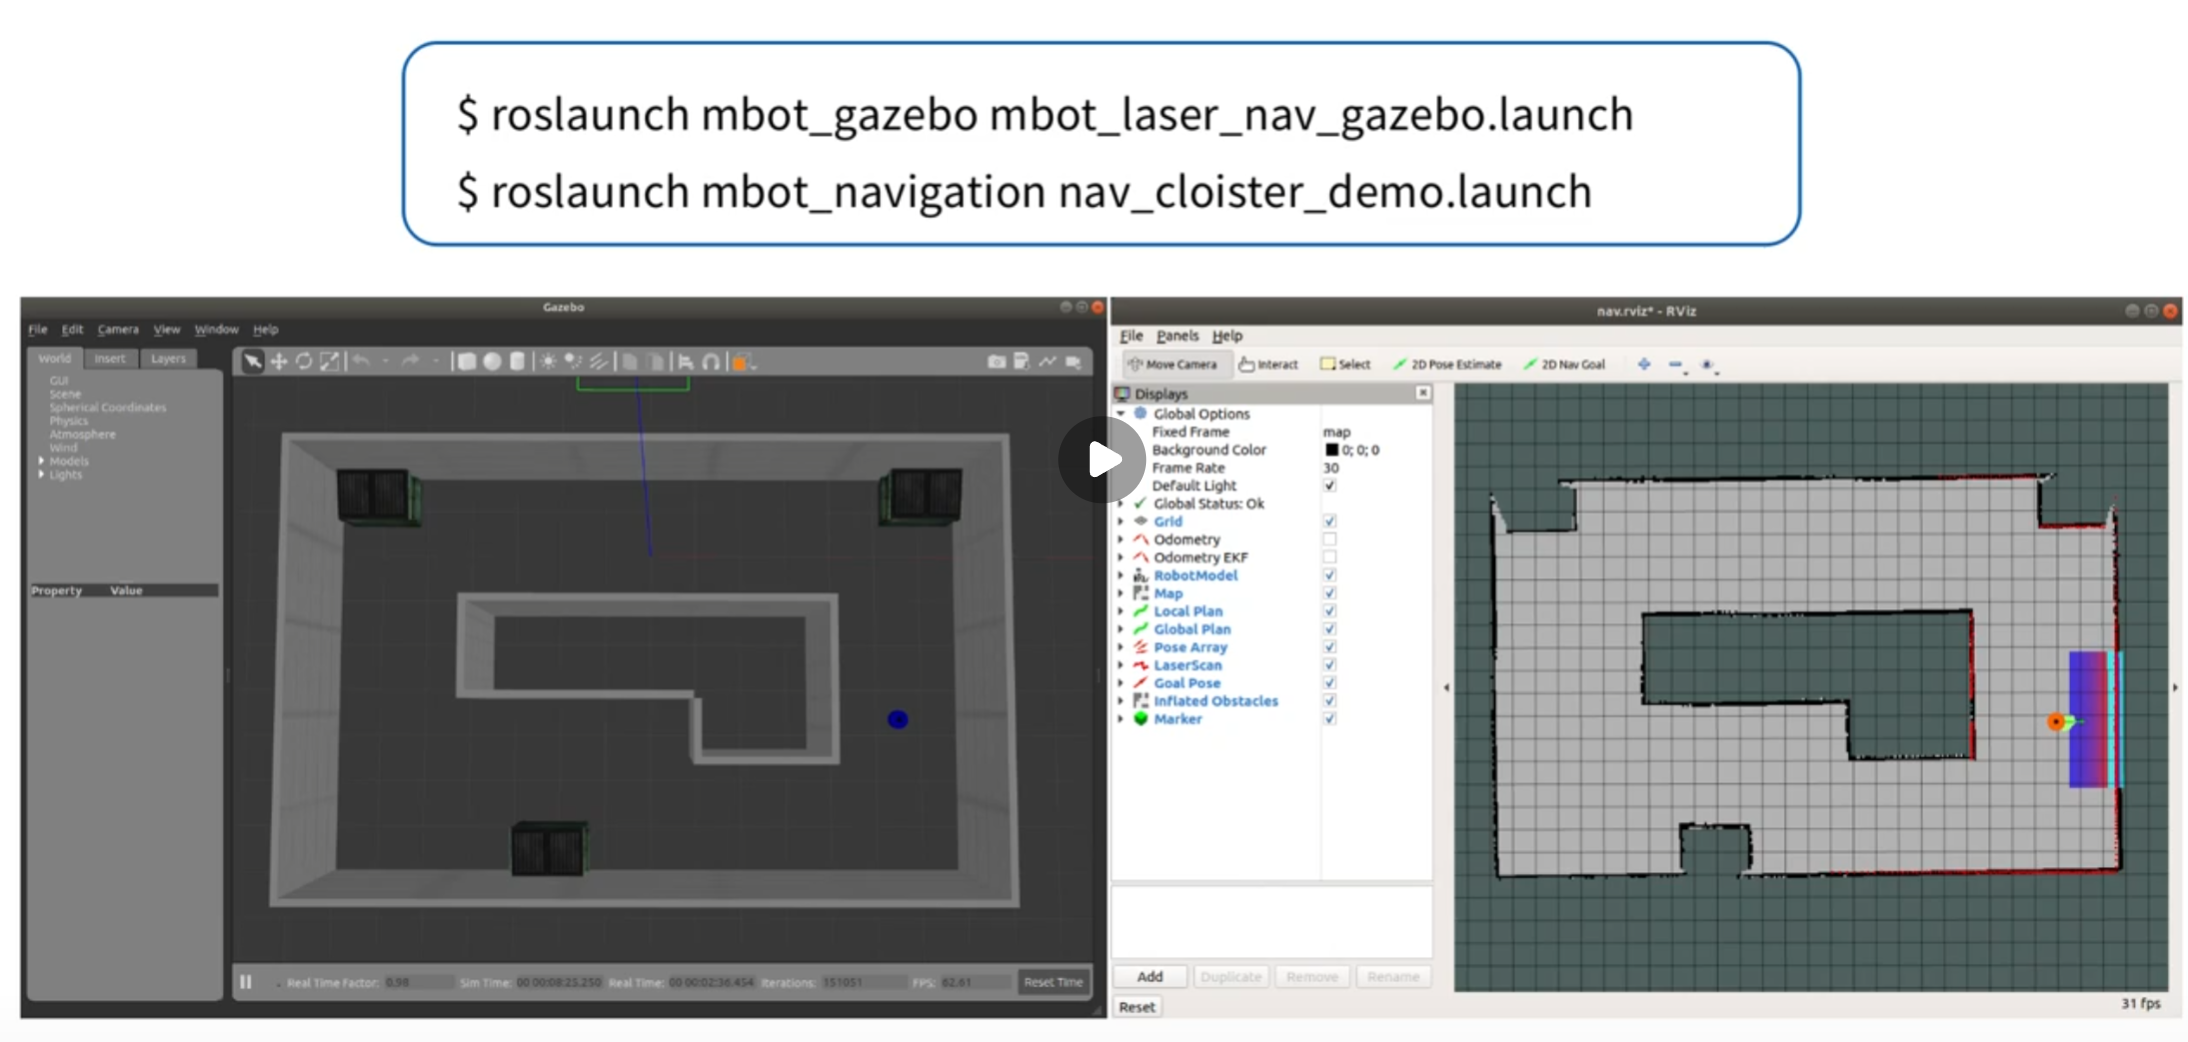 $ roslaunch mbot_gazebo mbot_laser_nav_gazebo.launch
$ roslaunch mbot_navigation nav_cloister_demo.launch
Gazebo
File Edit Camera View Window Help
World Insert Layers
GUI
Scene
Spherical Coordinates
Physics
Atmosphere
Wind
Models
Lights
Property Value
Real Time Factor: 0.98 Sim Time: 00 00:08:25.250 Real Time: 00 00:02:36.454 Iterations: 151051 FPS: 62.61 Reset Time
nav.rviz* - RViz
File Panels Help
Move Camera Interact Select 2D Pose Estimate 2D Nav Goal
Displays
Global Options
Fixed Frame map
Background Color 0; 0; 0
Frame Rate 30
Default Light
Global Status: Ok
Grid
Odometry
Odometry EKF
RobotModel
Map
Local Plan
Global Plan
Pose Array
LaserScan
Goal Pose
Inflated Obstacles
Marker
Add Duplicate Remove Rename
Reset
31 fps